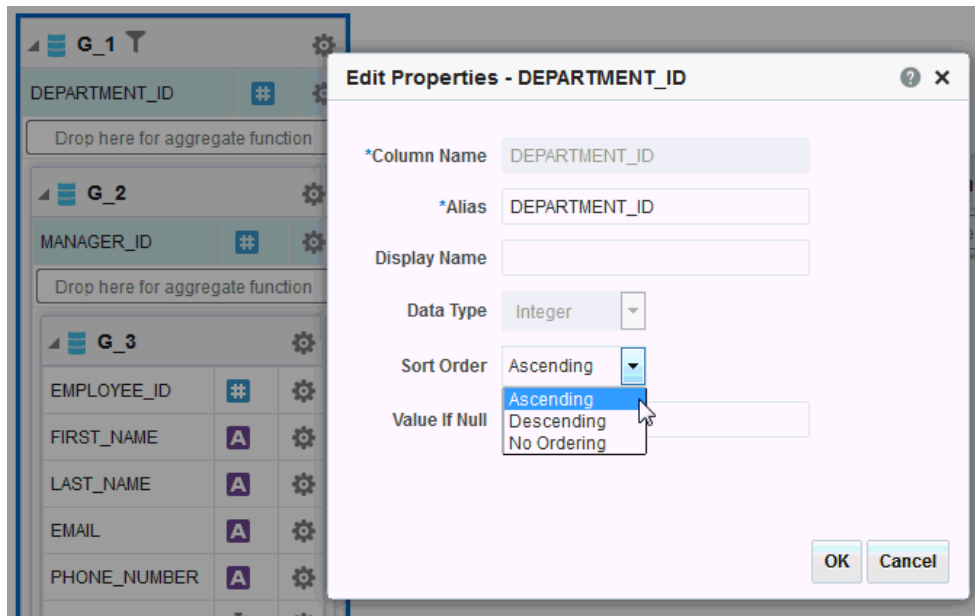 G_1
DEPARTMENT_ID #
Drop here for aggregate function
G_2
MANAGER_ID #
Drop here for aggregate function
G_3
EMPLOYEE_ID #
FIRST_NAME A
LAST_NAME A
EMAIL A
PHONE_NUMBER A
Edit Properties - DEPARTMENT_ID ?
*Column Name DEPARTMENT_ID
*Alias DEPARTMENT_ID
Display Name
Data Type Integer
Sort Order Ascending
Ascending
Descending
No Ordering
Value If Null
OK Cancel